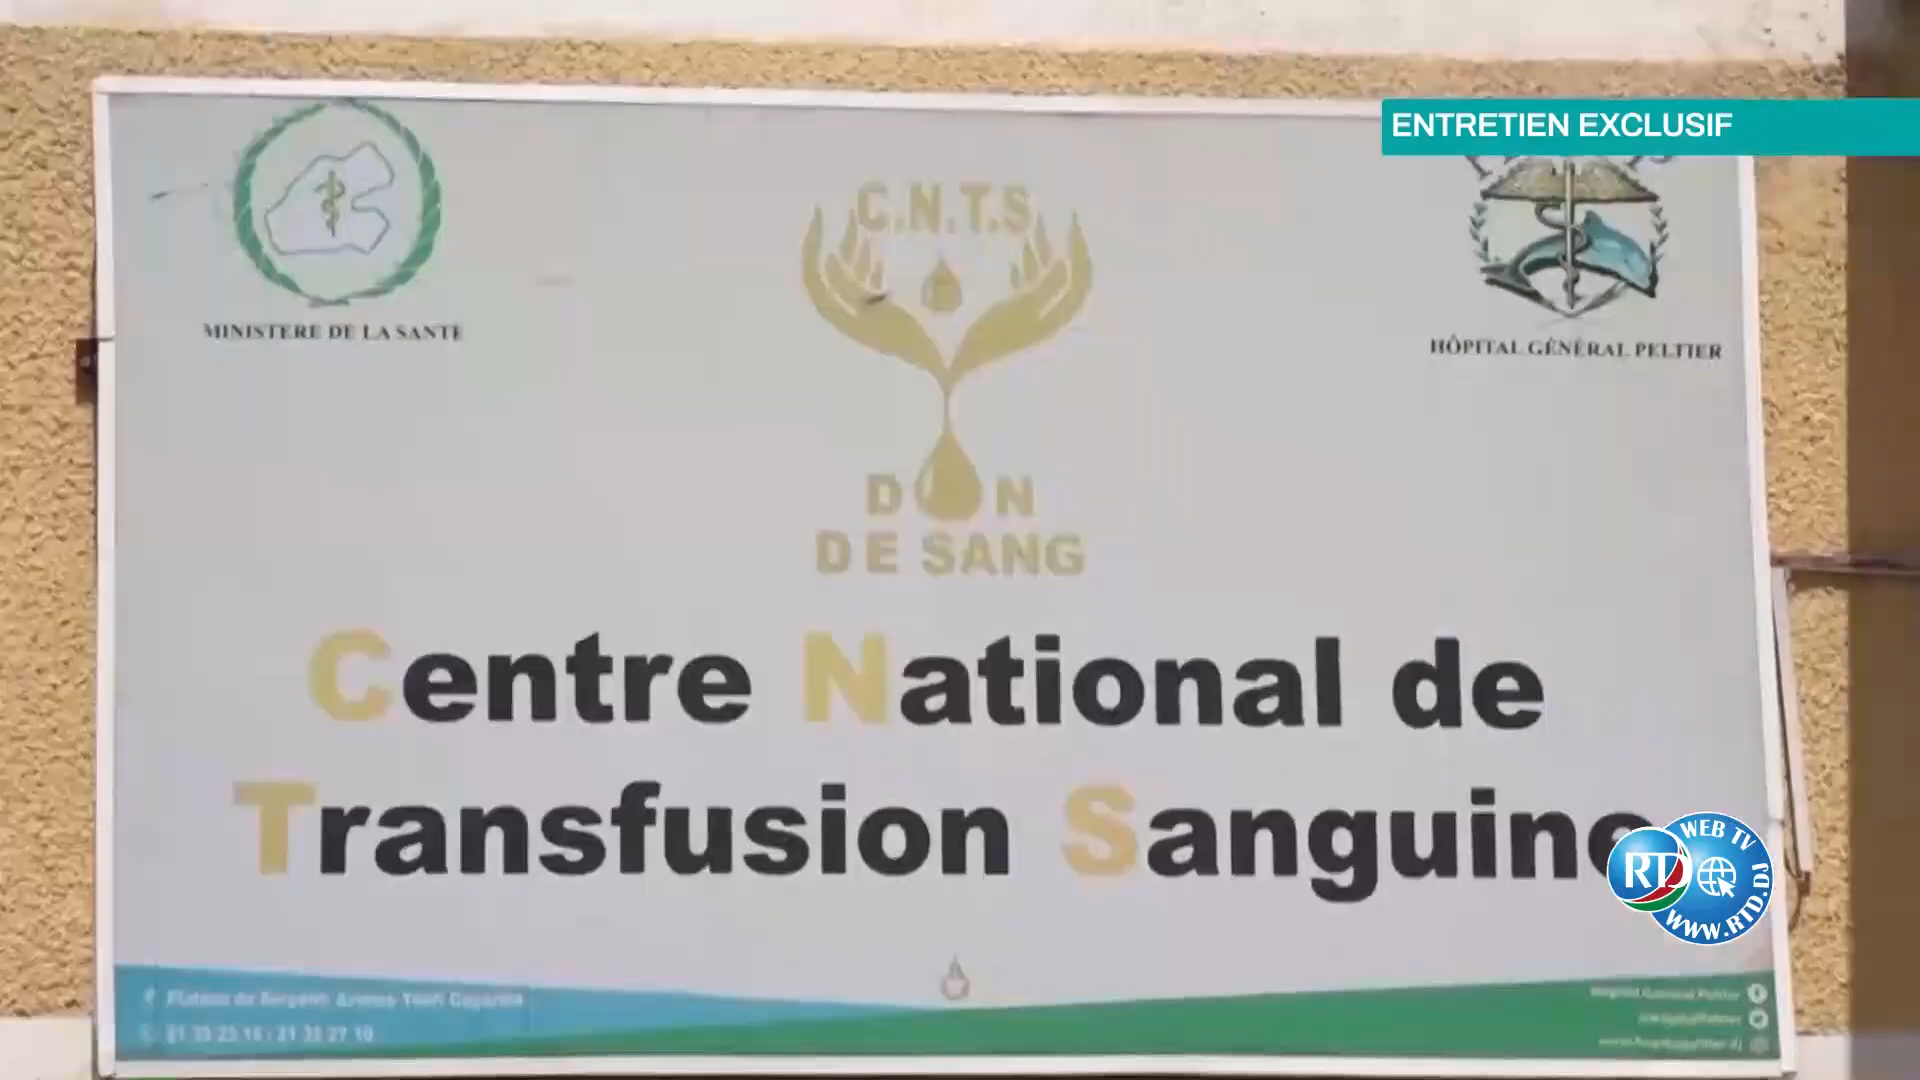 ENTRETIEN EXCLUSIF
C.N.T.S
MINISTERE DE LA SANTE
HÔPITAL GÉNÉRAL PELTIER
DON
DE SANG
Centre National de
Transfusion Sanguine
WEB TV
RTD
WWW.RTD.DJ